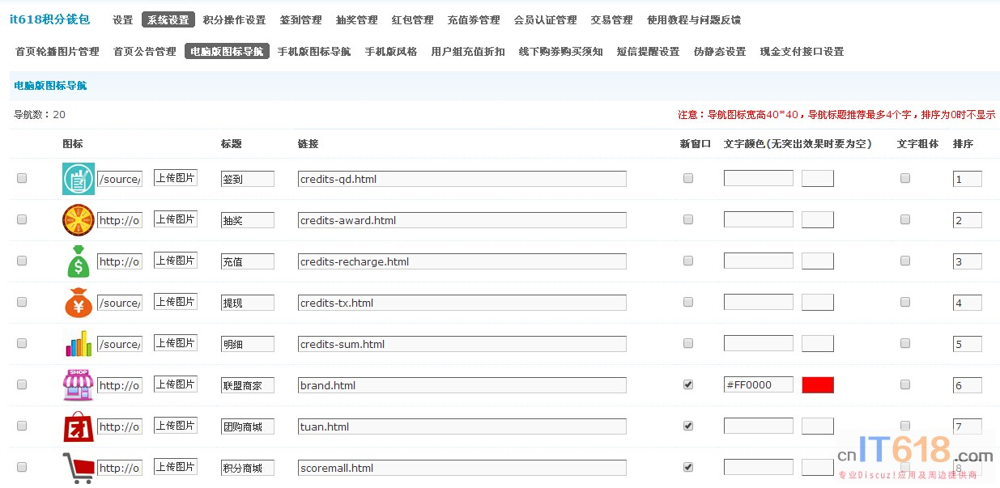 it618积分钱包 设置 系统设置 积分操作设置 签到管理 抽奖管理 红包管理 充值券管理 会员认证管理 交易管理 使用教程与问题反馈
首页轮播图片管理 首页公告管理 电脑版图标导航 手机版图标导航 手机版风格 用户组充值折扣 线下购券购买须知 短信提醒设置 伪静态设置 现金支付接口设置
电脑版图标导航
导航数：20 注意：导航图标宽高40*40，导航标题推荐最多4个字，排序为0时不显示
图标 标题 链接 新窗口 文字颜色(无突出效果时要为空) 文字粗体 排序
/source/ 上传图片 签到 credits-qd.html 1
http://o 上传图片 抽奖 credits-award.html 2
$ http://o 上传图片 充值 credits-recharge.html 3
¥ /source/ 上传图片 提现 credits-tx.html 4
/source/ 上传图片 明细 credits-sum.html 5
SHOP http://o 上传图片 联盟商家 brand.html #FF0000 6
团 http://o 上传图片 团购商城 tuan.html 7
http://o 上传图片 积分商城 scoremall.html 8
cnIT618.com
专业Discuz!应用及周边提供商